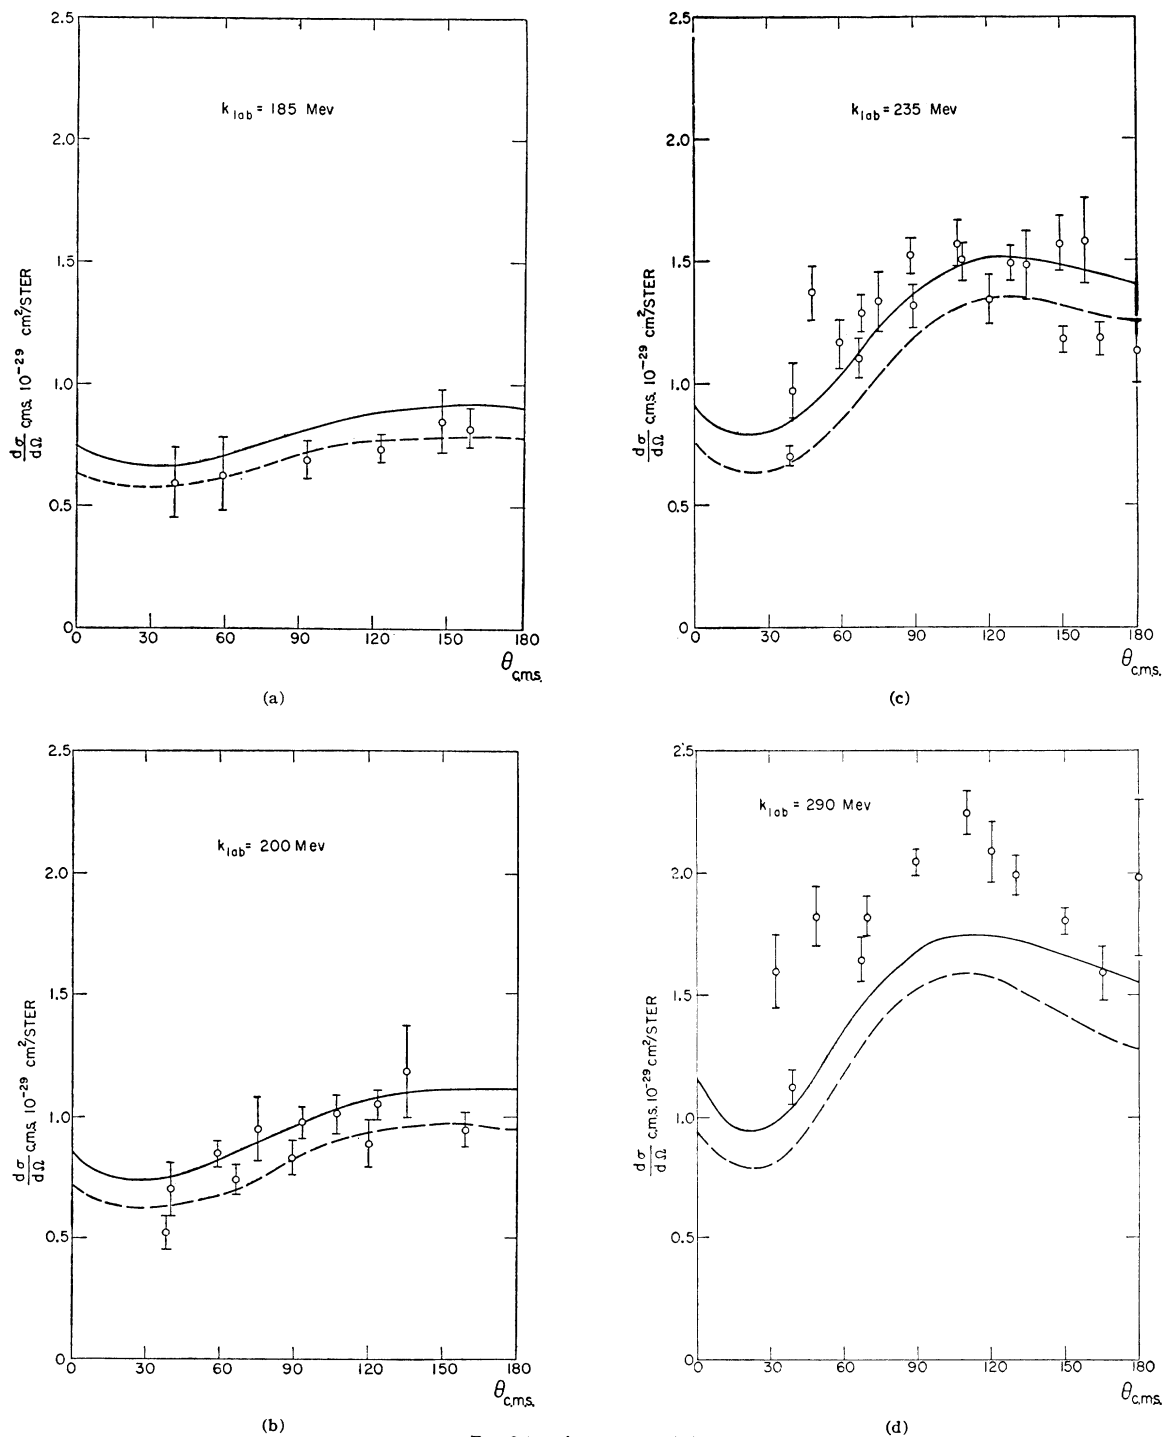 2.5
2.0
1.5
1.0
0.5
0
k lab = 185 Mev
dσ/dΩ c.m.s. 10⁻²⁹ cm²/STER
0 30 60 90 120 150 180
θ c.m.s.
(a)
2.5
2.0
1.5
1.0
0.5
0
k lab = 235 Mev
dσ/dΩ c.m.s. 10⁻²⁹ cm²/STER
0 30 60 90 120 150 180
θ c.m.s.
(c)
2.5
2.0
1.5
1.0
0.5
0
k lab = 200 Mev
dσ/dΩ c.m.s. 10⁻²⁹ cm²/STER
0 30 60 90 120 150 180
θ c.m.s.
(b)
2.5
2.0
1.5
1.0
0.5
0
k lab = 290 Mev
dσ/dΩ c.m.s. 10⁻²⁹ cm²/STER
0 30 60 90 120 150 180
θ c.m.s.
(d)